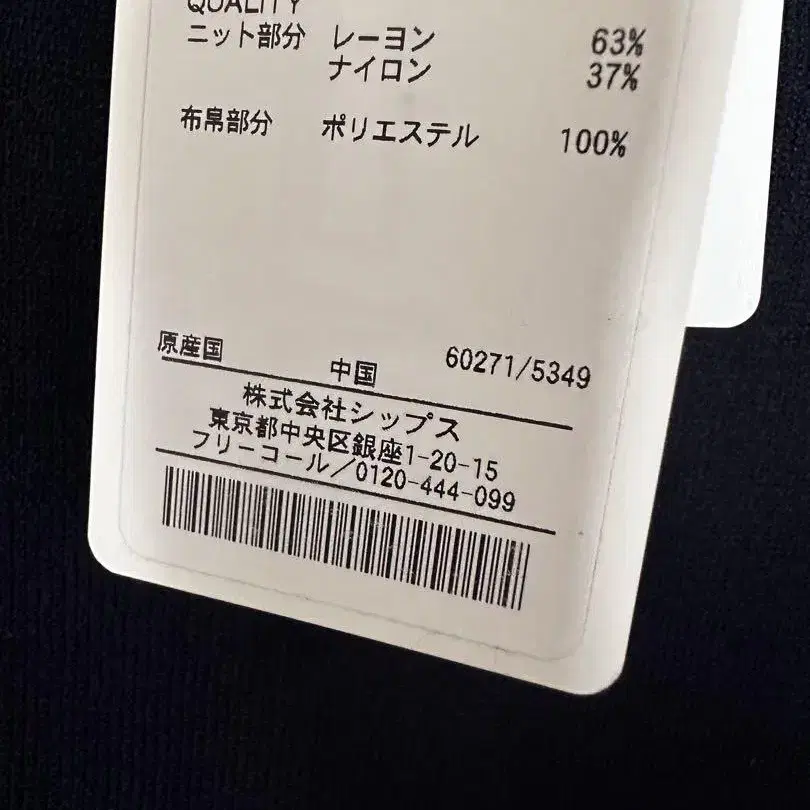 QUALITY
ニット部分 レーヨン 63%
ナイロン 37%
布帛部分 ポリエステル 100%
原産国 中国 60271/5349
株式会社シップス
東京都中央区銀座1-20-15
フリーコール/0120-444-099